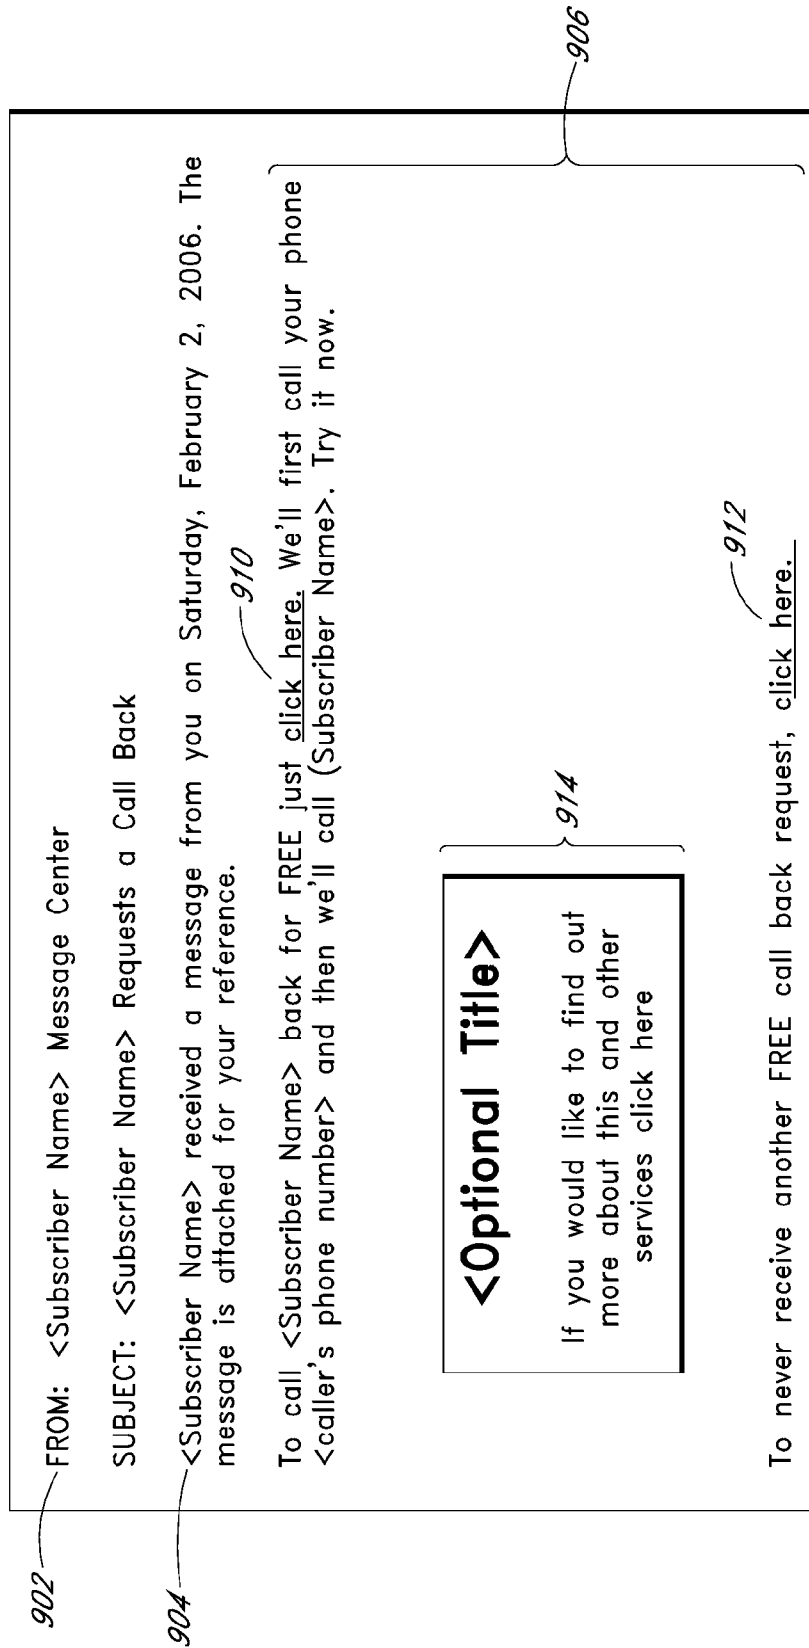 902
FROM: <Subscriber Name> Message Center
SUBJECT: <Subscriber Name> Requests a Call Back
904
<Subscriber Name> received a message from you on Saturday, February 2, 2006. The
message is attached for your reference.
910
To call <Subscriber Name> back for FREE just click here. We'll first call your phone
<caller's phone number> and then we'll call (Subscriber Name>. Try it now.
906
<Optional Title>
If you would like to find out
more about this and other
services click here
914
912
To never receive another FREE call back request, click here.